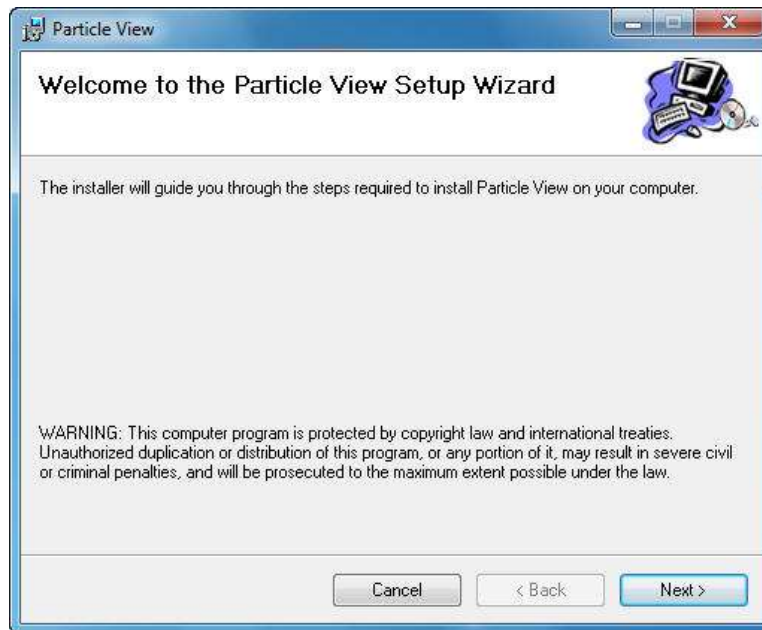 Particle View
Welcome to the Particle View Setup Wizard
The installer will guide you through the steps required to install Particle View on your computer.
WARNING: This computer program is protected by copyright law and international treaties.
Unauthorized duplication or distribution of this program, or any portion of it, may result in severe civil
or criminal penalties, and will be prosecuted to the maximum extent possible under the law.
Cancel
< Back
Next >